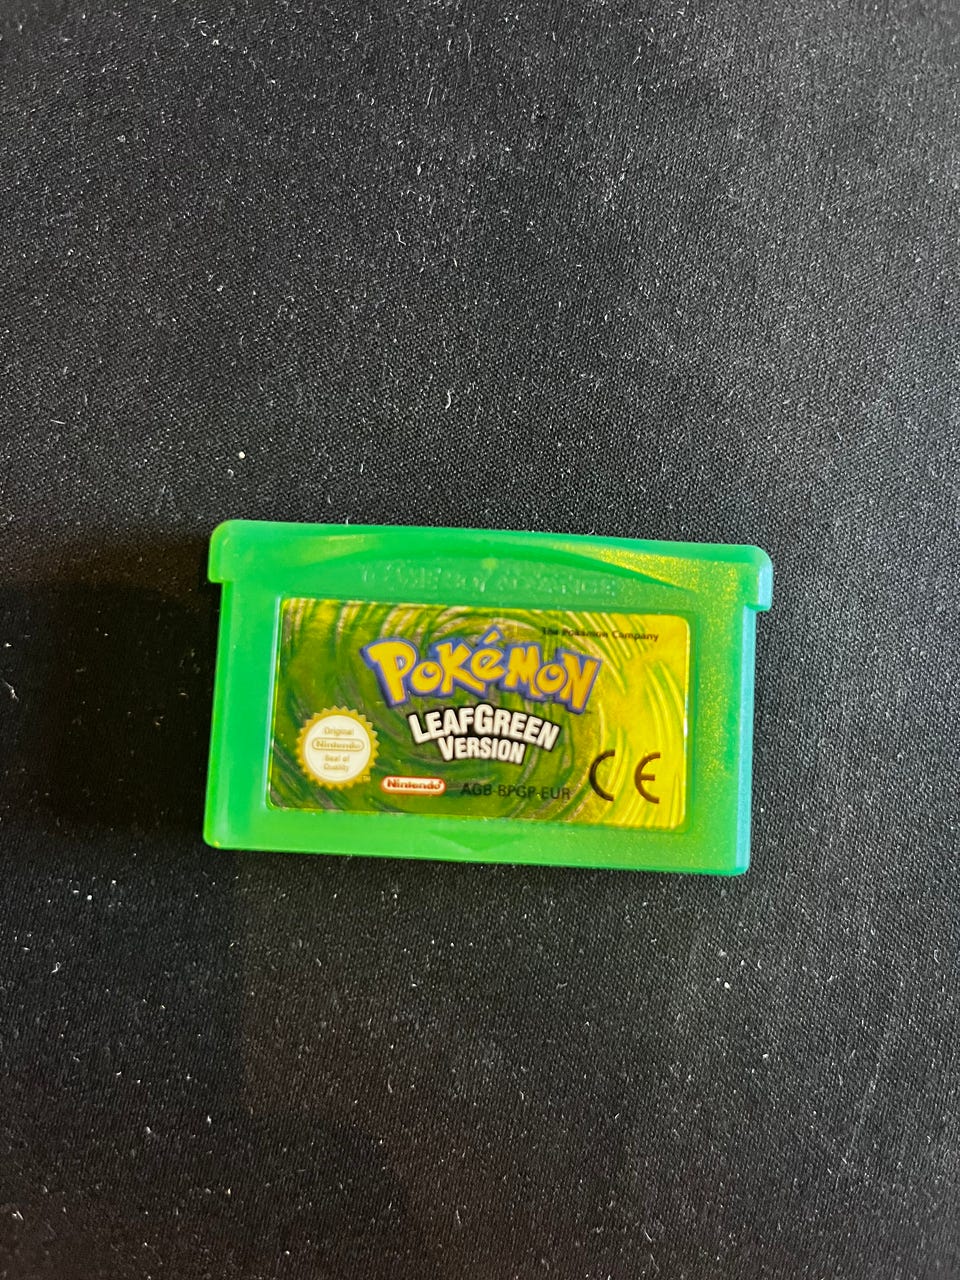 GAME BOY ADVANCE
The Pokémon Company
POKéMON
LEAFGREEN
VERSION
Original
Nintendo
Seal of
Quality
TM
Nintendo
AGB-BPGP-EUR
CE